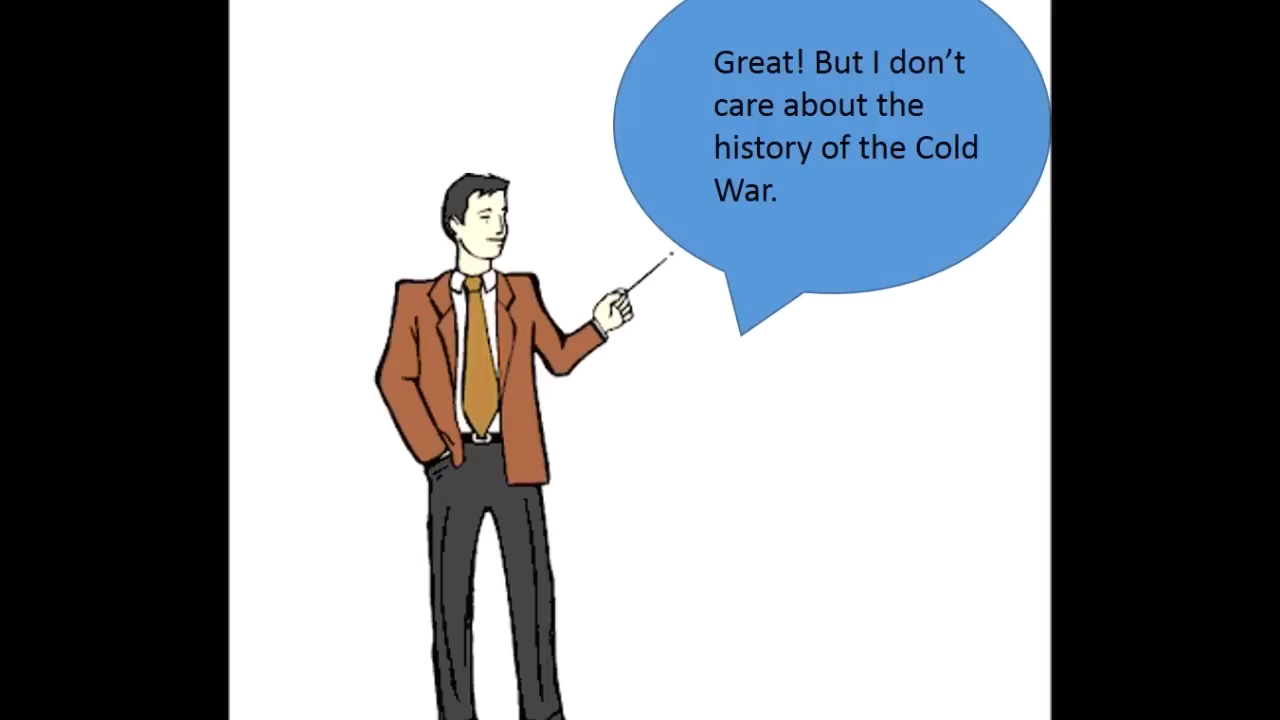 Great! But I don’t
care about the
history of the Cold
War.